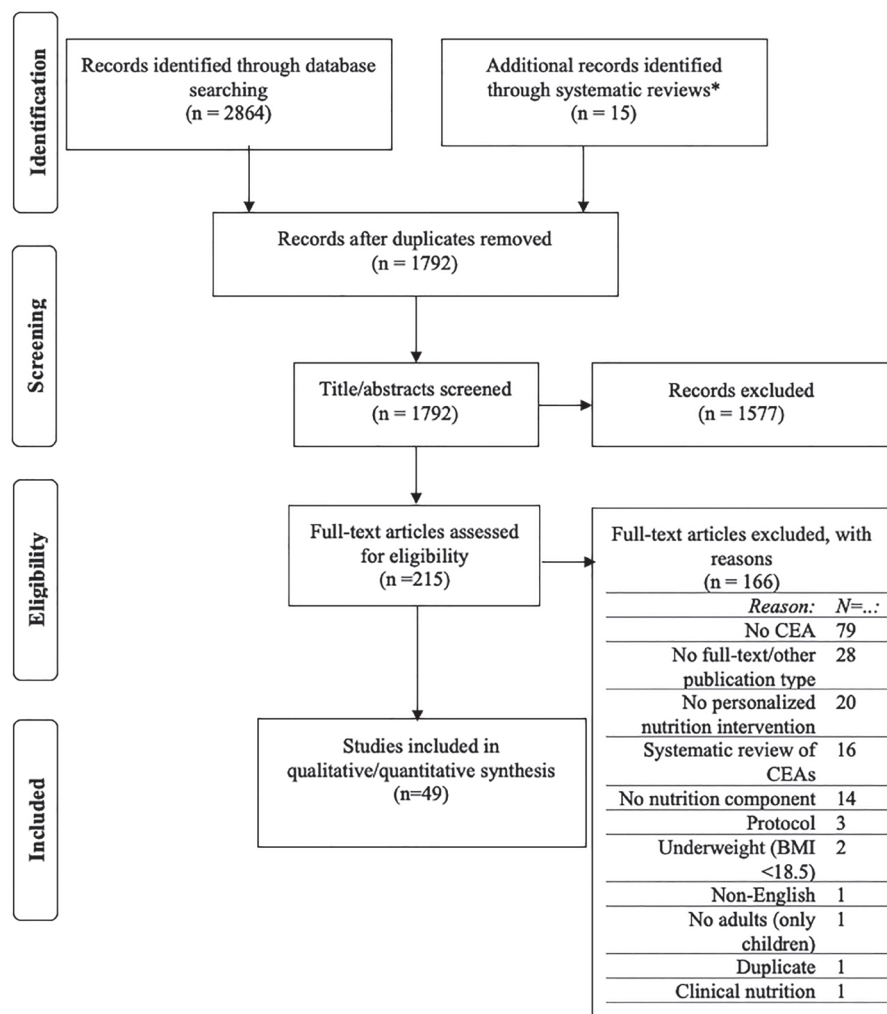 Identification
Records identified through database
searching
(n = 2864)
Additional records identified
through systematic reviews*
(n = 15)
Records after duplicates removed
(n = 1792)
Screening
Title/abstracts screened
(n = 1792)
Records excluded
(n = 1577)
Eligibility
Full-text articles assessed
for eligibility
(n =215)
Full-text articles excluded, with
reasons
(n = 166)
Reason: N=..:
No CEA 79
No full-text/other 28
publication type
No personalized 20
nutrition intervention
Systematic review of 16
CEAs
No nutrition component 14
Protocol 3
Underweight (BMI 2
<18.5)
Non-English 1
No adults (only 1
children)
Duplicate 1
Clinical nutrition 1
Included
Studies included in
qualitative/quantitative synthesis
(n=49)